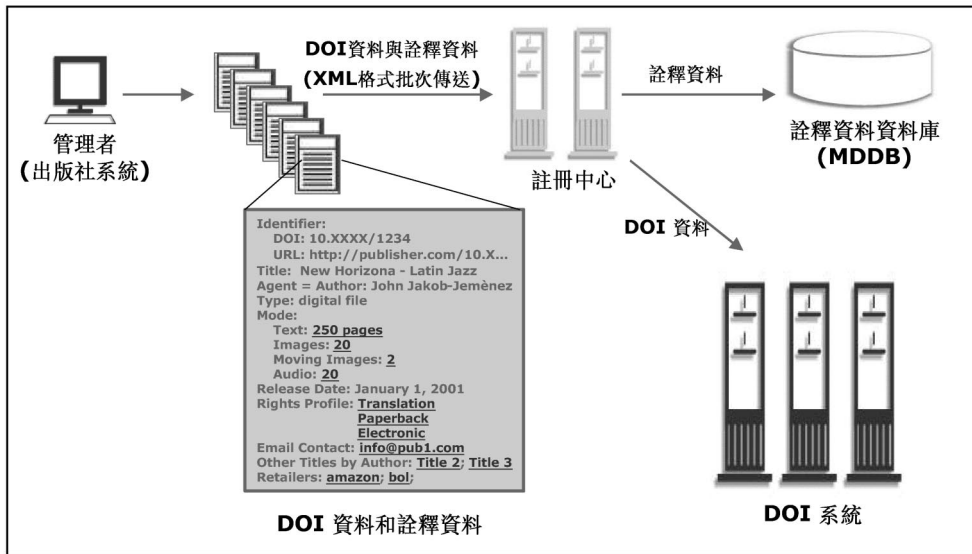 DOI資料與詮釋資料
(XML格式批次傳送)
詮釋資料
管理者
(出版社系統)
註冊中心
詮釋資料資料庫
(MDDB)
DOI 資料
Identifier:
DOI: 10.XXXX/1234
URL: http://publisher.com/10.X...
Title: New Horizona - Latin Jazz
Agent = Author: John Jakob-Jemènez
Type: digital file
Mode:
Text: 250 pages
Images: 20
Moving Images: 2
Audio: 20
Release Date: January 1, 2001
Rights Profile: Translation
Paperback
Electronic
Email Contact: info@pub1.com
Other Titles by Author: Title 2; Title 3
Retailers: amazon; bol;
DOI 資料和詮釋資料
DOI 系統